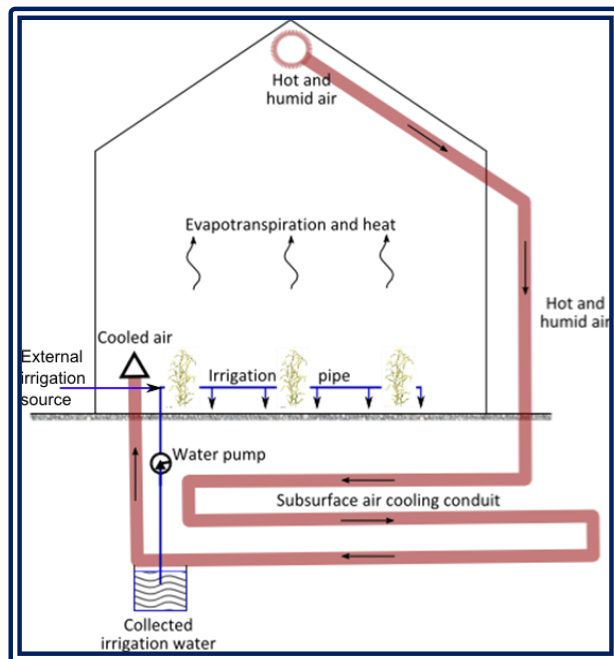 Hot and
humid air
Evapotranspiration and heat
Hot and
humid air
Cooled air
External
irrigation
source
Irrigation pipe
Water pump
Subsurface air cooling conduit
Collected
irrigation water